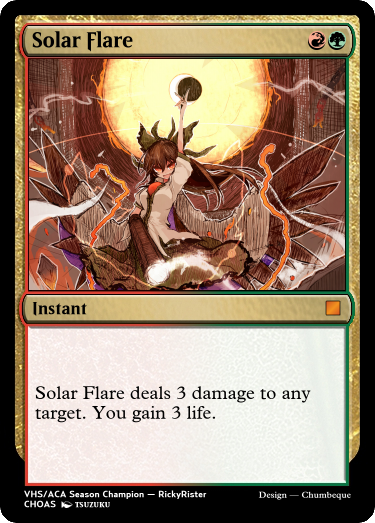 Solar Flare
Instant
Solar Flare deals 3 damage to any
target. You gain 3 life.
VHS/ACA Season Champion — RickyRister
Design — Chumbeque
CHOAS TSUZUKU